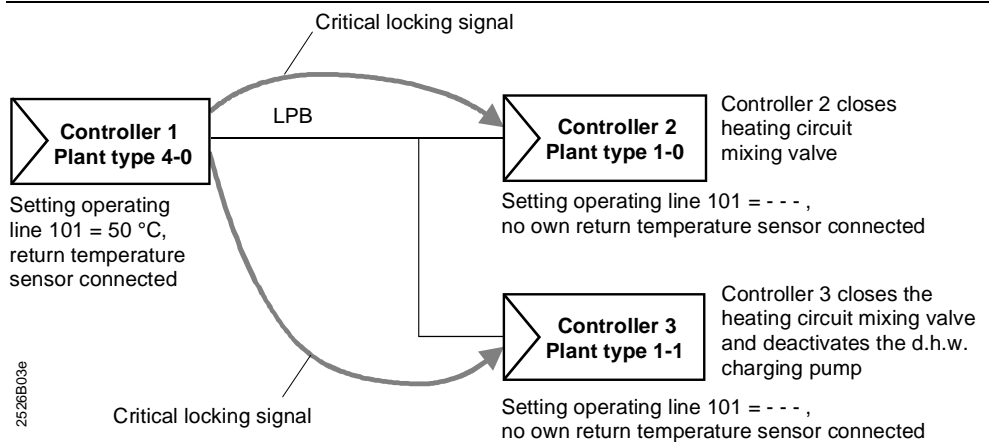 Critical locking signal
LPB
Controller 1
Plant type 4-0
Setting operating
line 101 = 50 °C,
return temperature
sensor connected
Controller 2
Plant type 1-0
Controller 2 closes
heating circuit
mixing valve
Setting operating line 101 = - - - ,
no own return temperature sensor connected
Controller 3
Plant type 1-1
Controller 3 closes the
heating circuit mixing valve
and deactivates the d.h.w.
charging pump
Setting operating line 101 = - - - ,
no own return temperature sensor connected
Critical locking signal
2526B03e